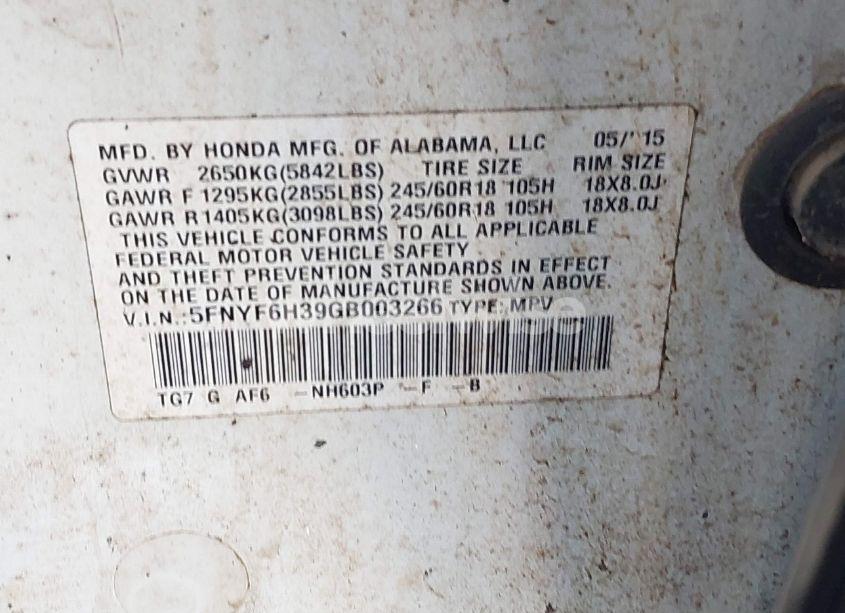 MFD. BY HONDA MFG. OF ALABAMA, LLC 05/'15
GVWR 2650KG(5842LBS) TIRE SIZE RIM SIZE
GAWR F 1295KG(2855LBS) 245/60R18 105H 18X8.0J
GAWR R 1405KG(3098LBS) 245/60R18 105H 18X8.0J
THIS VEHICLE CONFORMS TO ALL APPLICABLE
FEDERAL MOTOR VEHICLE SAFETY
AND THEFT PREVENTION STANDARDS IN EFFECT
ON THE DATE OF MANUFACTURE SHOWN ABOVE.
V.I.N.:5FNYF6H39GB003266 TYPE: MPV
TG7 G AF6 -NH603P -F -B